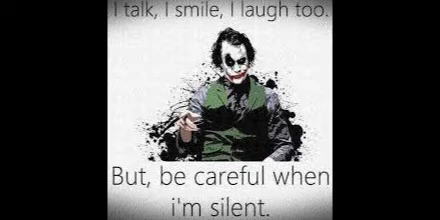 I talk, I smile, I laugh too.
But, be careful when
i'm silent.